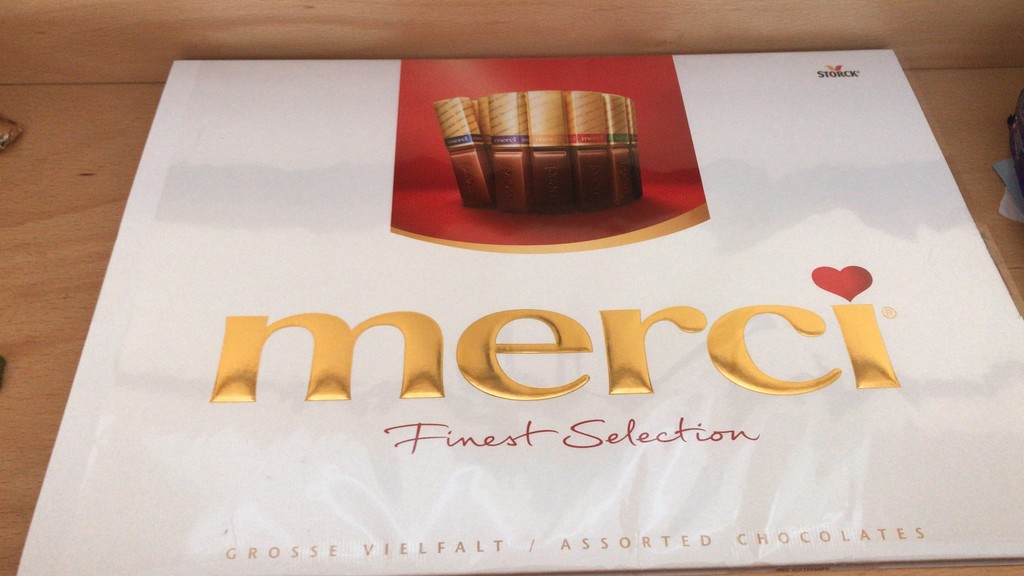 STORCK®
merci®
Finest Selection
GROSSE VIELFALT / ASSORTED CHOCOLATES